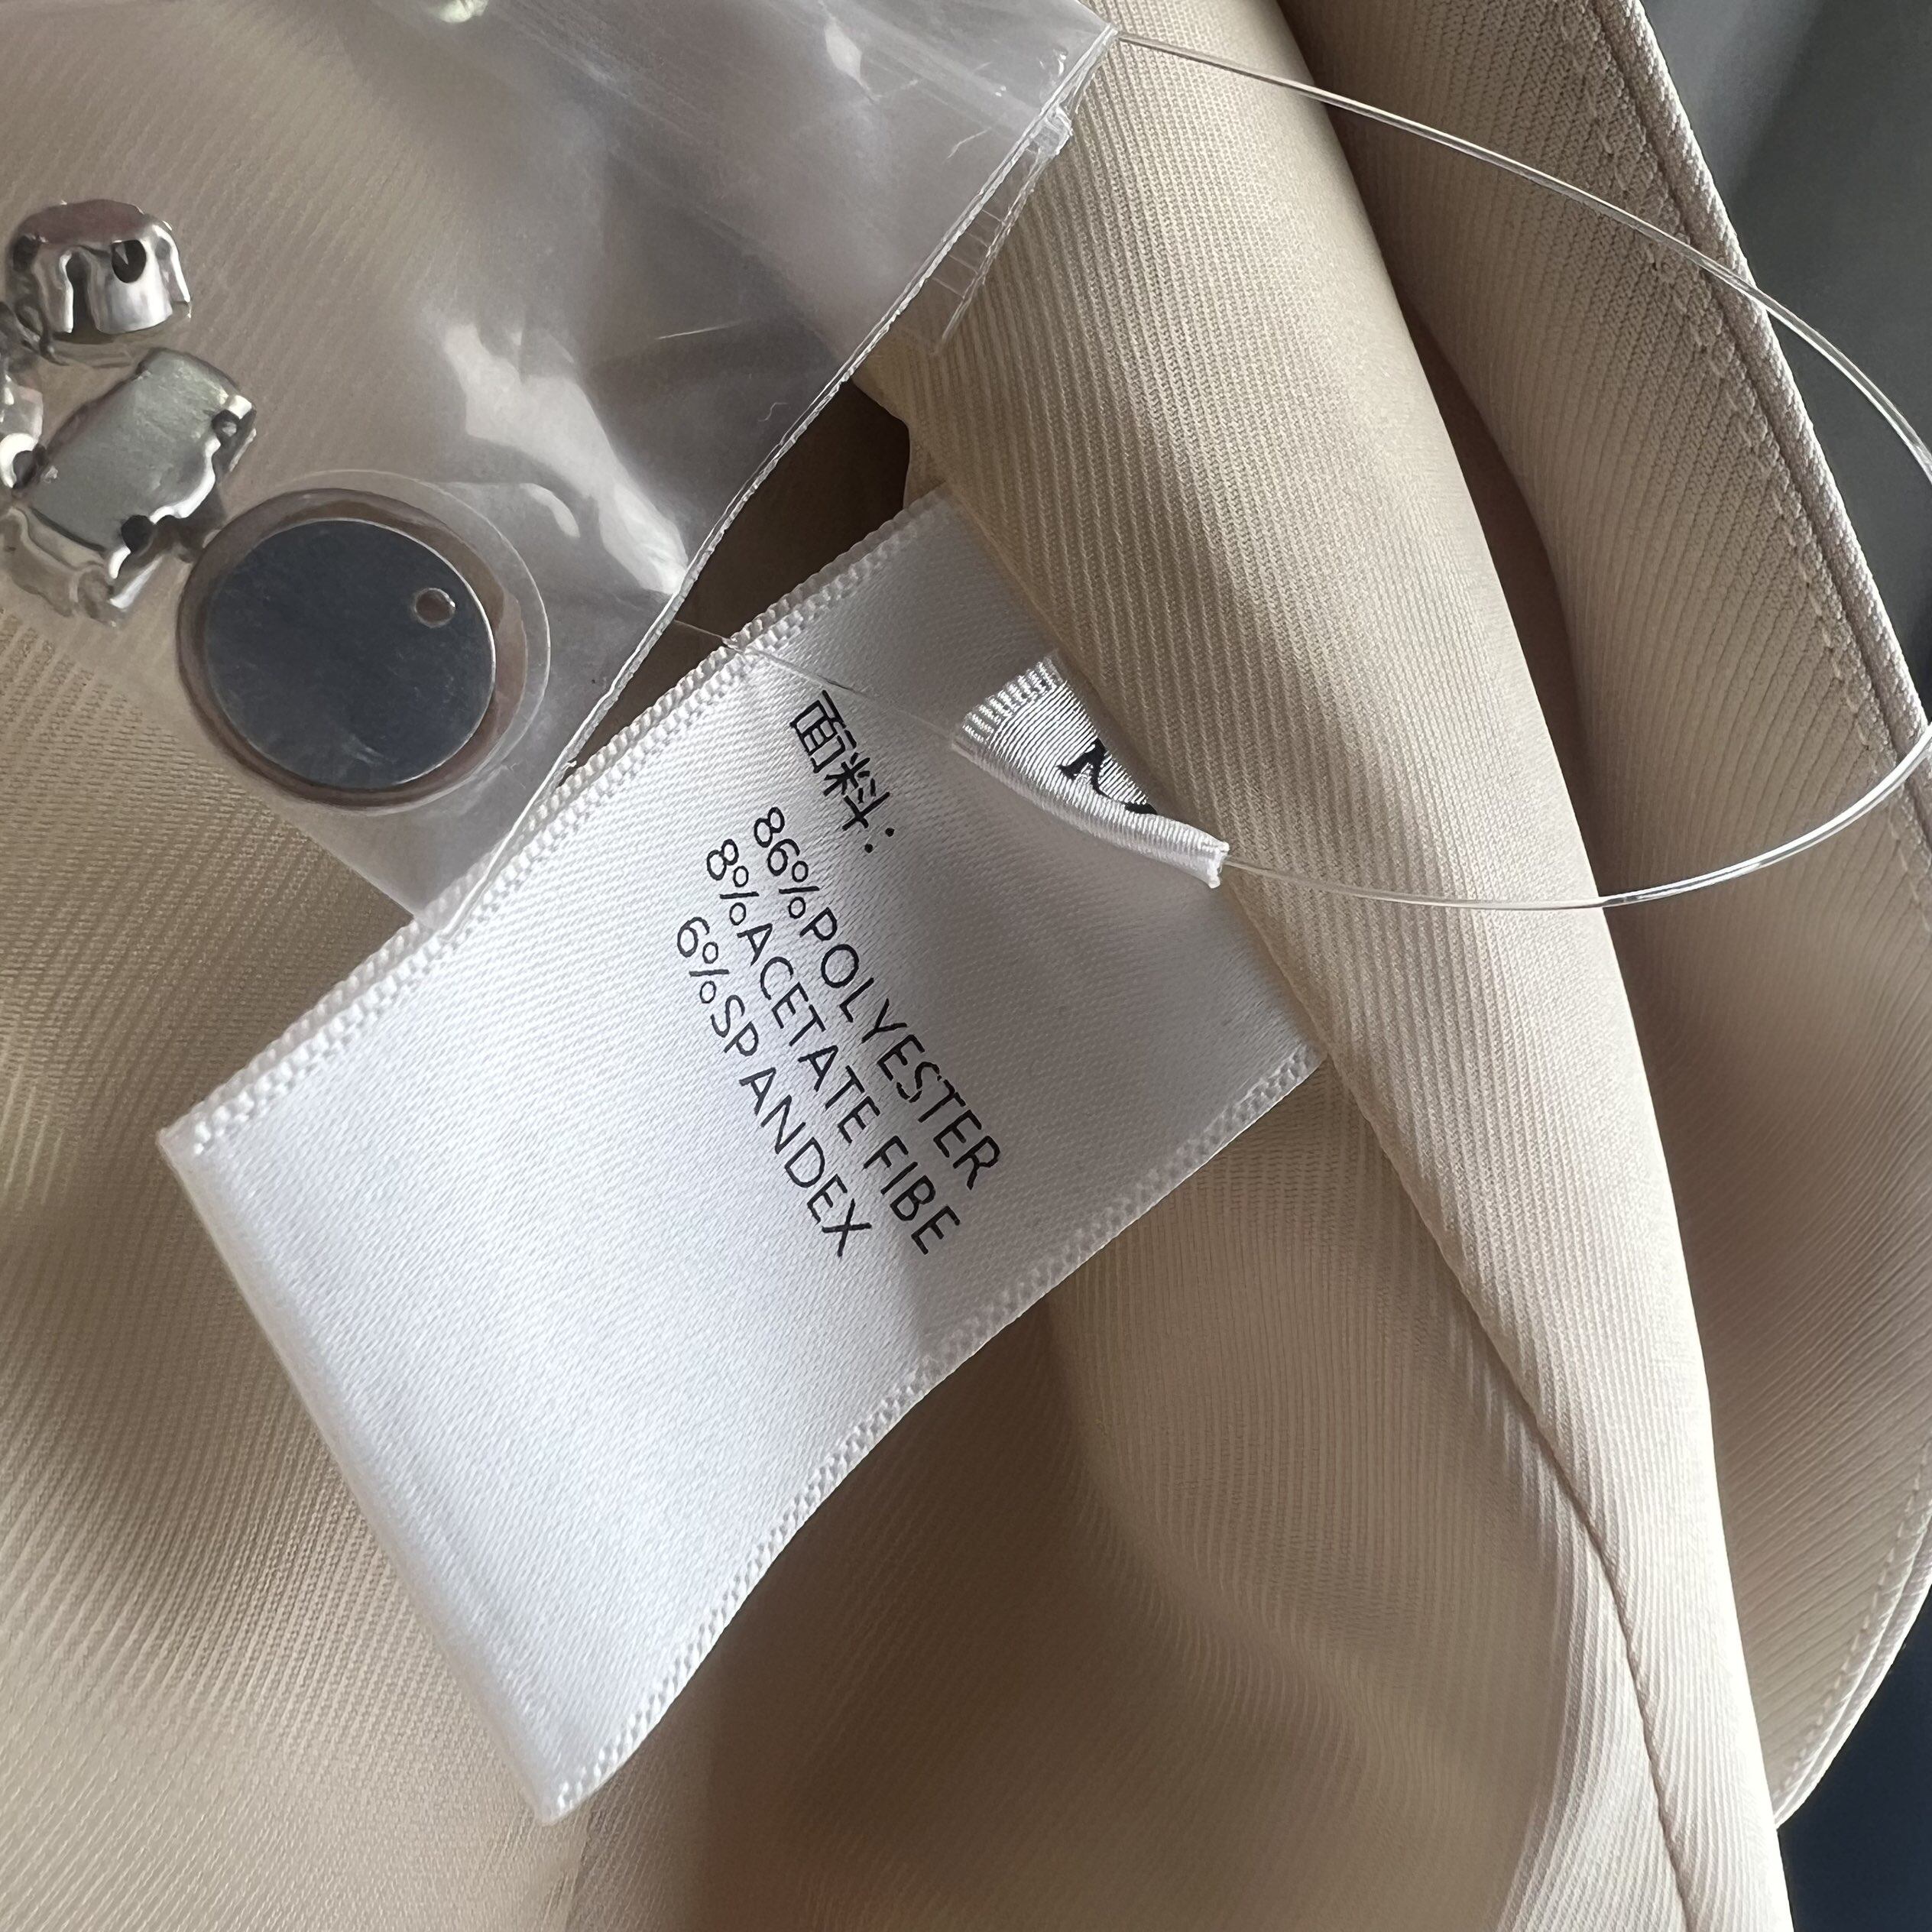 面料:
86%POLYESTER
8%ACETATE FIBE
6%SPANDEX
M